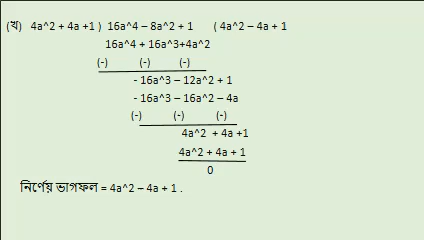 (খ) 4a^2 + 4a +1 ) 16a^4 – 8a^2 + 1 ( 4a^2 – 4a + 1
16a^4 + 16a^3+4a^2
(-) (-) (-)
- 16a^3 – 12a^2 + 1
- 16a^3 – 16a^2 – 4a
(-) (-) (-)
4a^2 + 4a +1
4a^2 + 4a + 1
0
নির্ণেয় ভাগফল = 4a^2 – 4a + 1 .